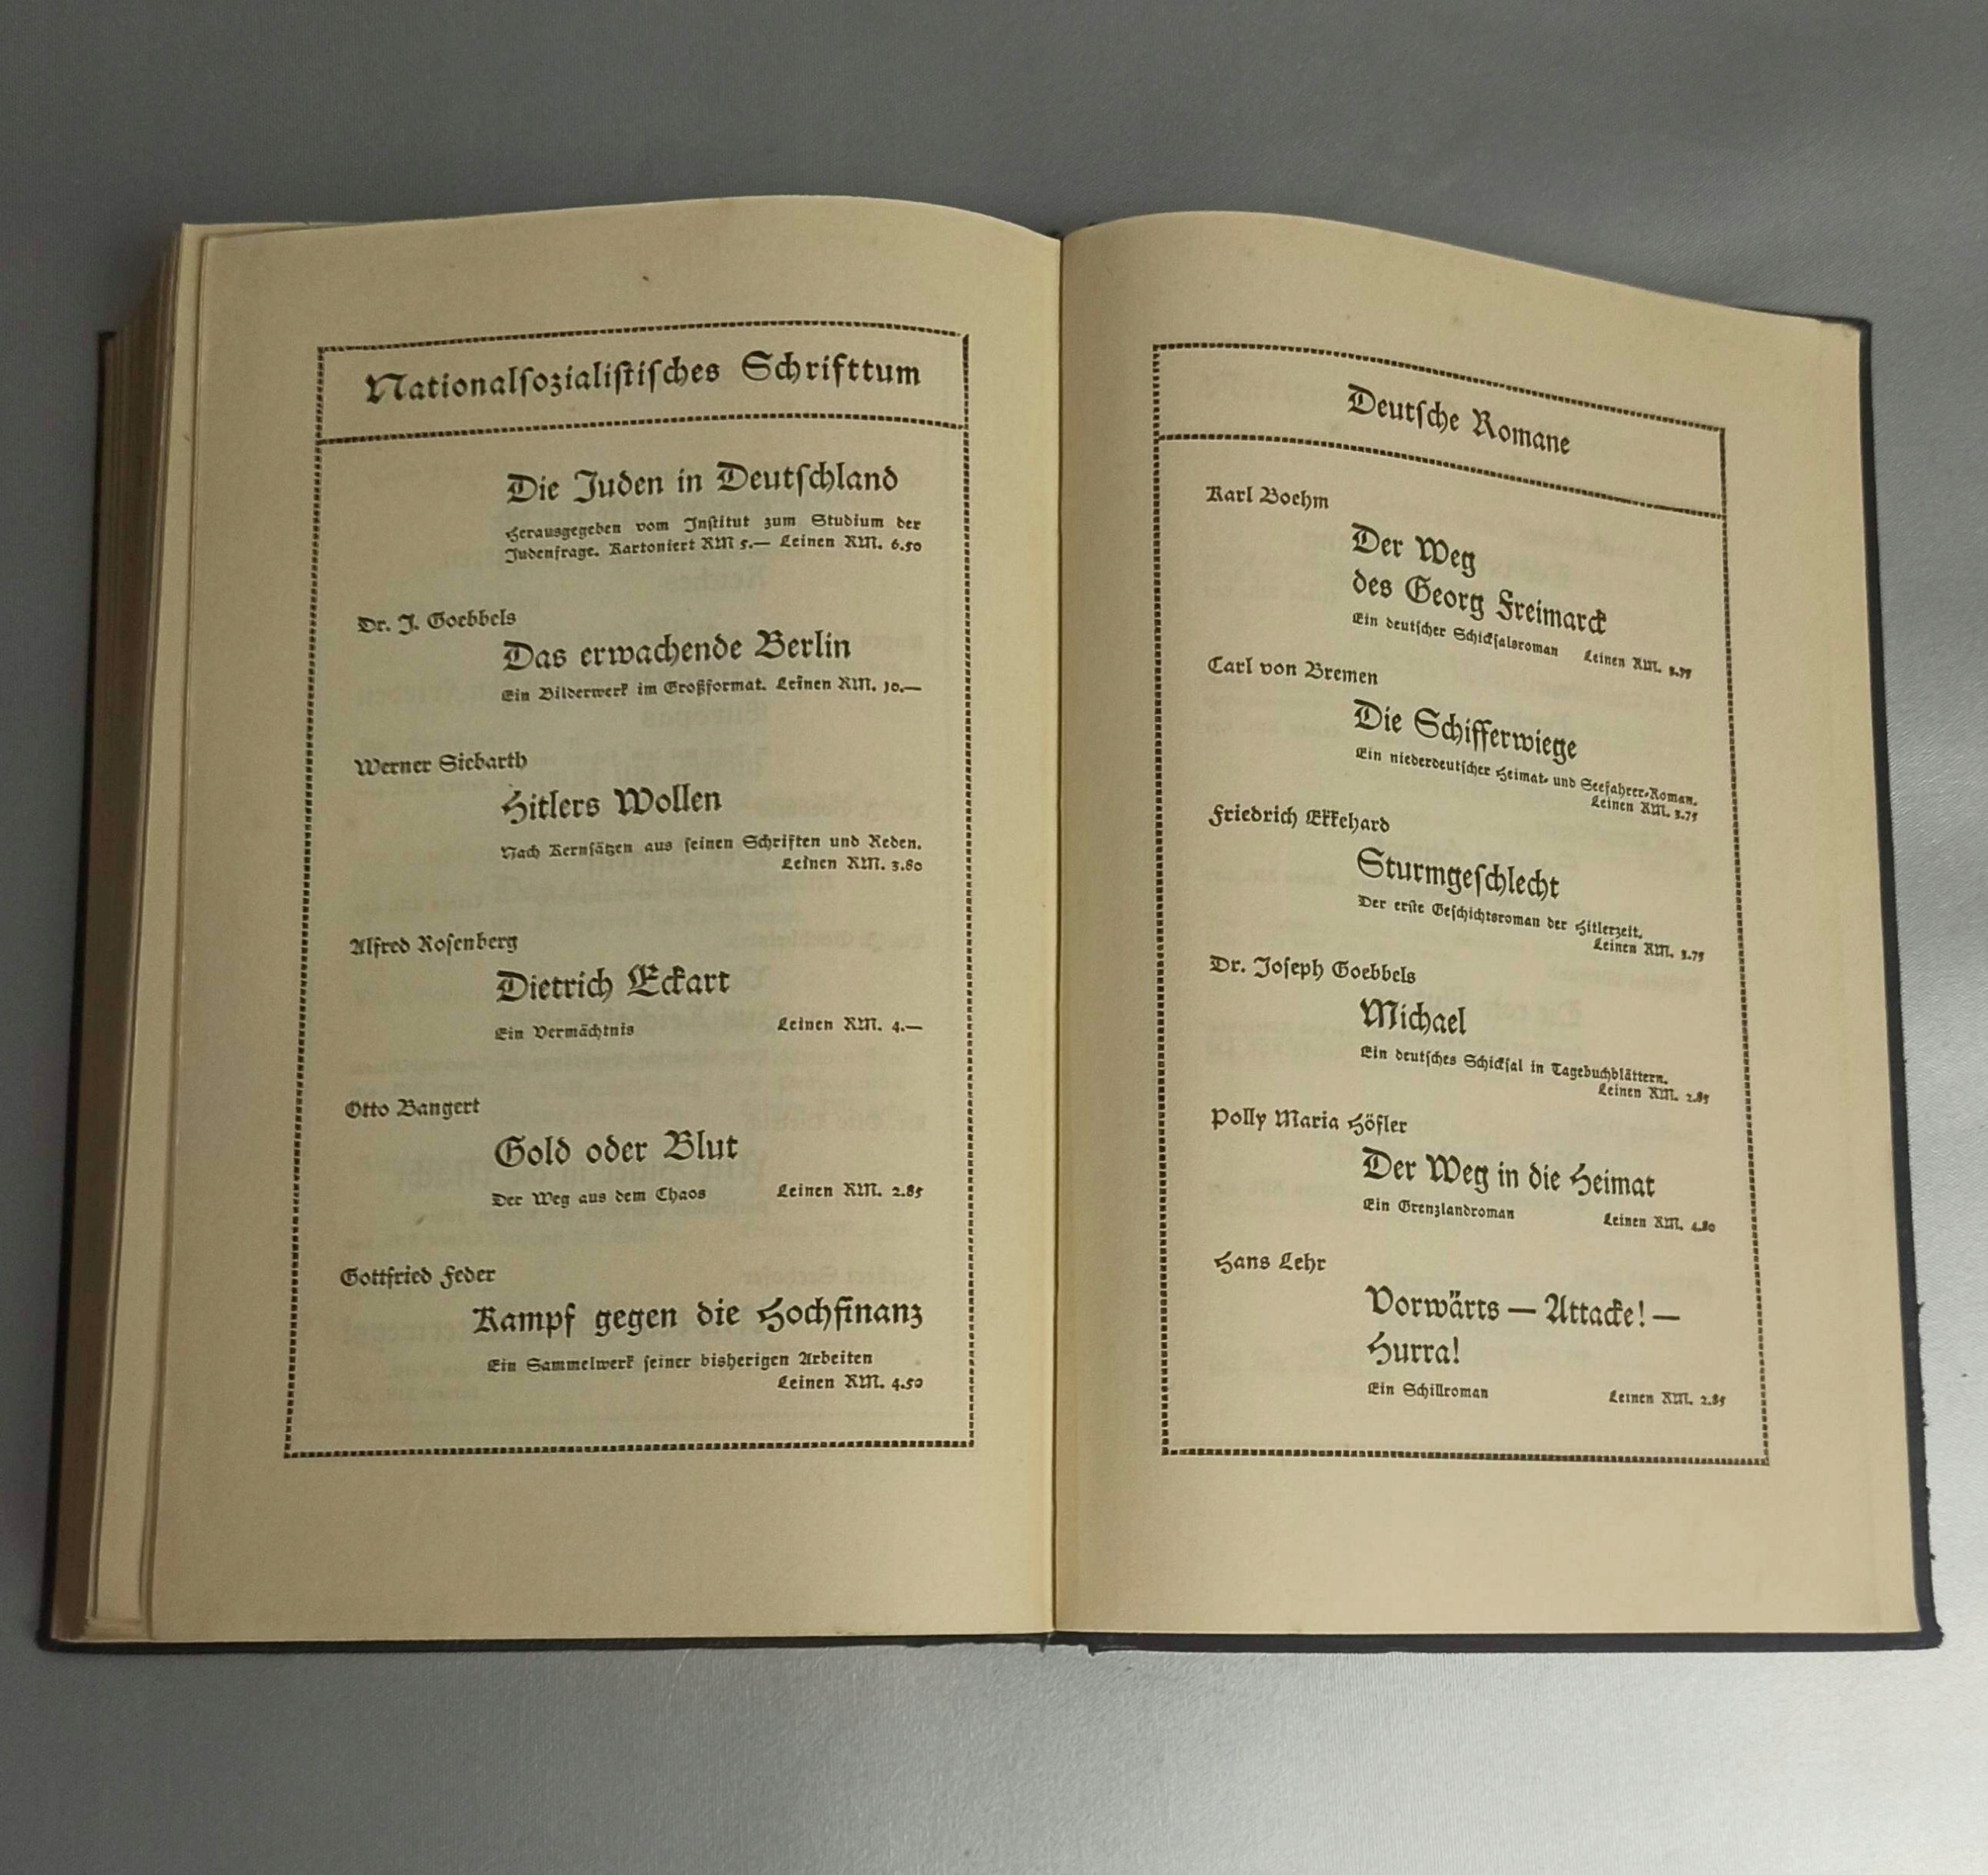 Nationalsozialistisches Schrifttum
Die Juden in Deutschland
Herausgegeben vom Institut zum Studium der
Judenfrage. Kartoniert RM 5.— Leinen RM. 6.50
Dr. J. Goebbels
Das erwachende Berlin
Ein Bilderwerk im Großformat. Leinen RM. 10.—
Werner Siebarth
Hitlers Wollen
Nach Kernsätzen aus seinen Schriften und Reden.
Leinen RM. 3.80
Alfred Rosenberg
Dietrich Eckart
Ein Vermächtnis Leinen RM. 4.—
Otto Bangert
Gold oder Blut
Der Weg aus dem Chaos Leinen RM. 2.85
Gottfried Feder
Kampf gegen die Hochfinanz
Ein Sammelwerk seiner bisherigen Arbeiten
Leinen RM. 4.50
Deutsche Romane
Karl Boehm
Der Weg
des Georg Freimarck
Ein deutscher Schicksalsroman Leinen RM. 3.75
Carl von Bremen
Die Schifferwiege
Ein niederdeutscher Heimat- und Seefahrer-Roman.
Leinen RM. 3.75
Friedrich Ekkehard
Sturmgeschlecht
Der erste Geschichtsroman der Hitlerzeit.
Leinen RM. 3.75
Dr. Joseph Goebbels
Michael
Ein deutsches Schicksal in Tagebuchblättern.
Leinen RM. 2.85
Polly Maria Höfler
Der Weg in die Heimat
Ein Grenzlandroman Leinen RM. 4.80
Hans Lehr
Vorwärts — Attacke! —
Hurra!
Ein Schillroman Leinen RM. 2.85